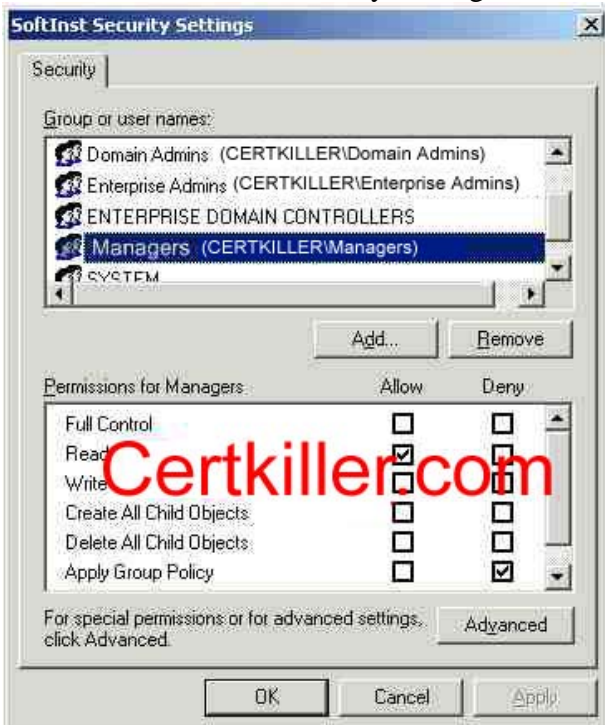 SoftInst Security Settings
Security
Group or user names:
Domain Admins (CERTKILLER\Domain Admins)
Enterprise Admins (CERTKILLER\Enterprise Admins)
ENTERPRISE DOMAIN CONTROLLERS
Managers (CERTKILLER\Managers)
SYSTEM
Add... Remove
Permissions for Managers Allow Deny
Full Control
Read
Write
Certkiller.com
Create All Child Objects
Delete All Child Objects
Apply Group Policy
For special permissions or for advanced settings,
click Advanced.
Advanced
OK Cancel Apply